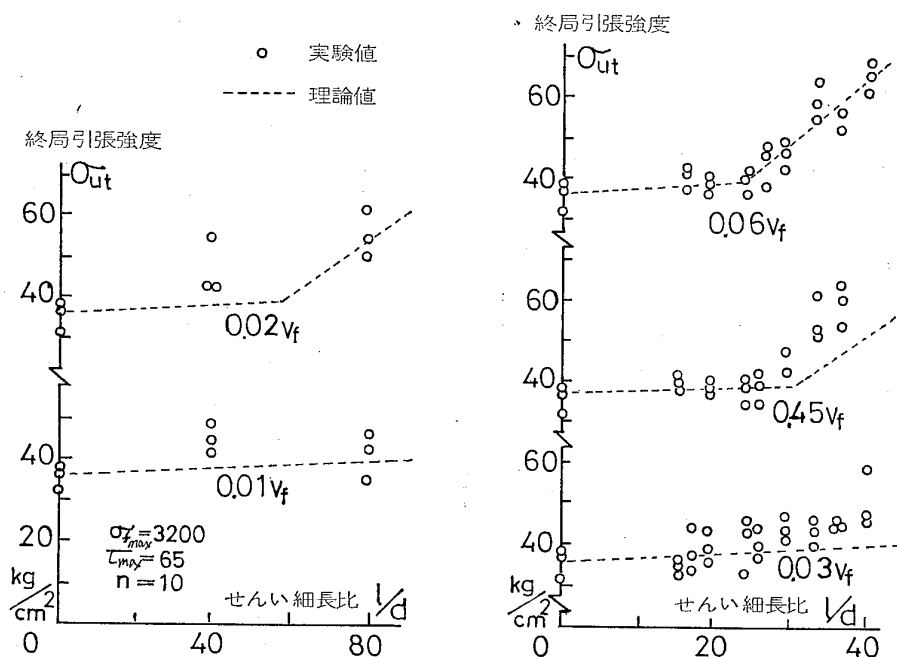 ○ 実験値
------ 理論値
終局引張強度
σut
60
40
0.02Vf
40
0.01Vf
20
σfmax=3200
τmax=65
n=10
kg/cm²
せんい細長比 l/d
0
40
80
終局引張強度
σut
60
40
0.06Vf
60
40
0.45Vf
60
40
0.03Vf
kg/cm²
せんい細長比 l/d
0
20
40